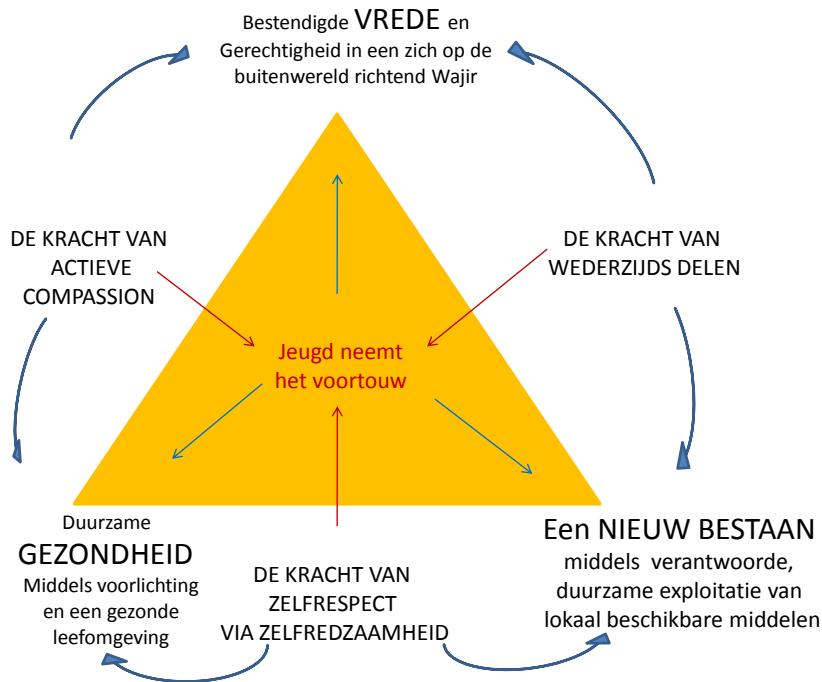 Bestendigde VREDE en
Gerechtigheid in een zich op de
buitenwereld richtend Wajir
DE KRACHT VAN
ACTIEVE
COMPASSION
DE KRACHT VAN
WEDERZIJDS DELEN
Jeugd neemt
het voortouw
Duurzame
GEZONDHEID
Middels voorlichting
en een gezonde
leefomgeving
DE KRACHT VAN
ZELFRESPECT
VIA ZELFREDZAAMHEID
Een NIEUW BESTAAN
middels verantwoorde,
duurzame exploitatie van
lokaal beschikbare middelen